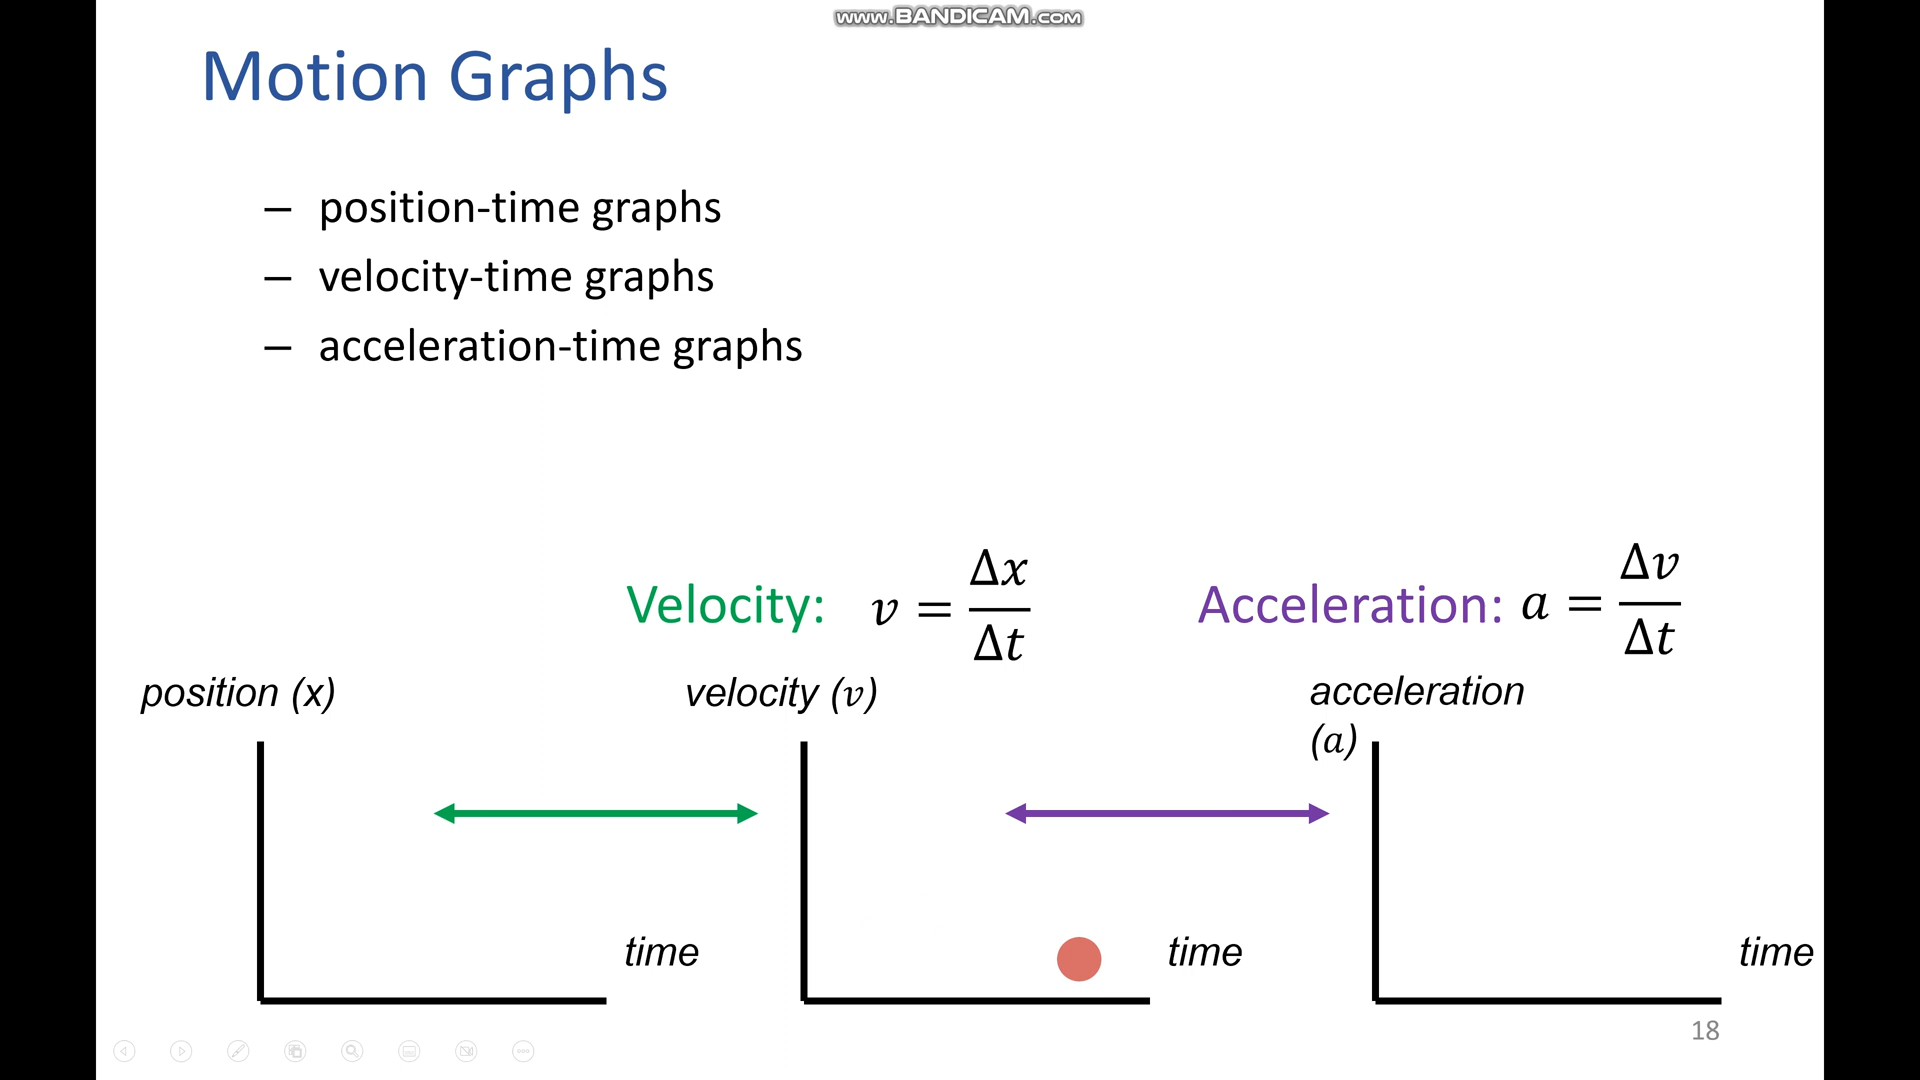 www.BANDICAM.com
Motion Graphs
– position-time graphs
– velocity-time graphs
– acceleration-time graphs
Velocity: v = Δx/Δt
Acceleration: a = Δv/Δt
position (x)
velocity (v)
acceleration
(a)
time
time
time
18